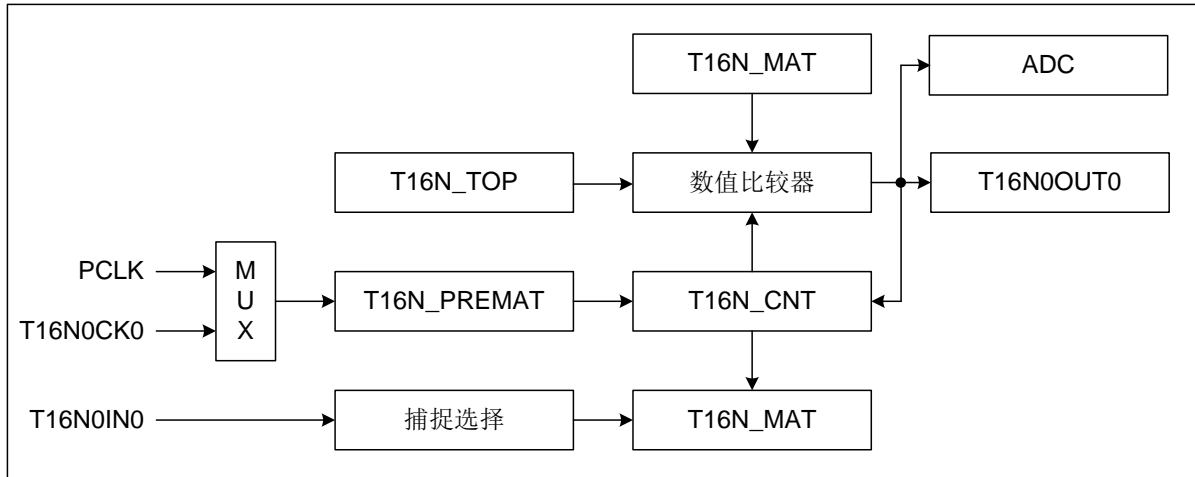 T16N_MAT
ADC
T16N_TOP
数值比较器
T16N0OUT0
PCLK
T16N0CK0
M
U
X
T16N_PREMAT
T16N_CNT
T16N0IN0
捕捉选择
T16N_MAT